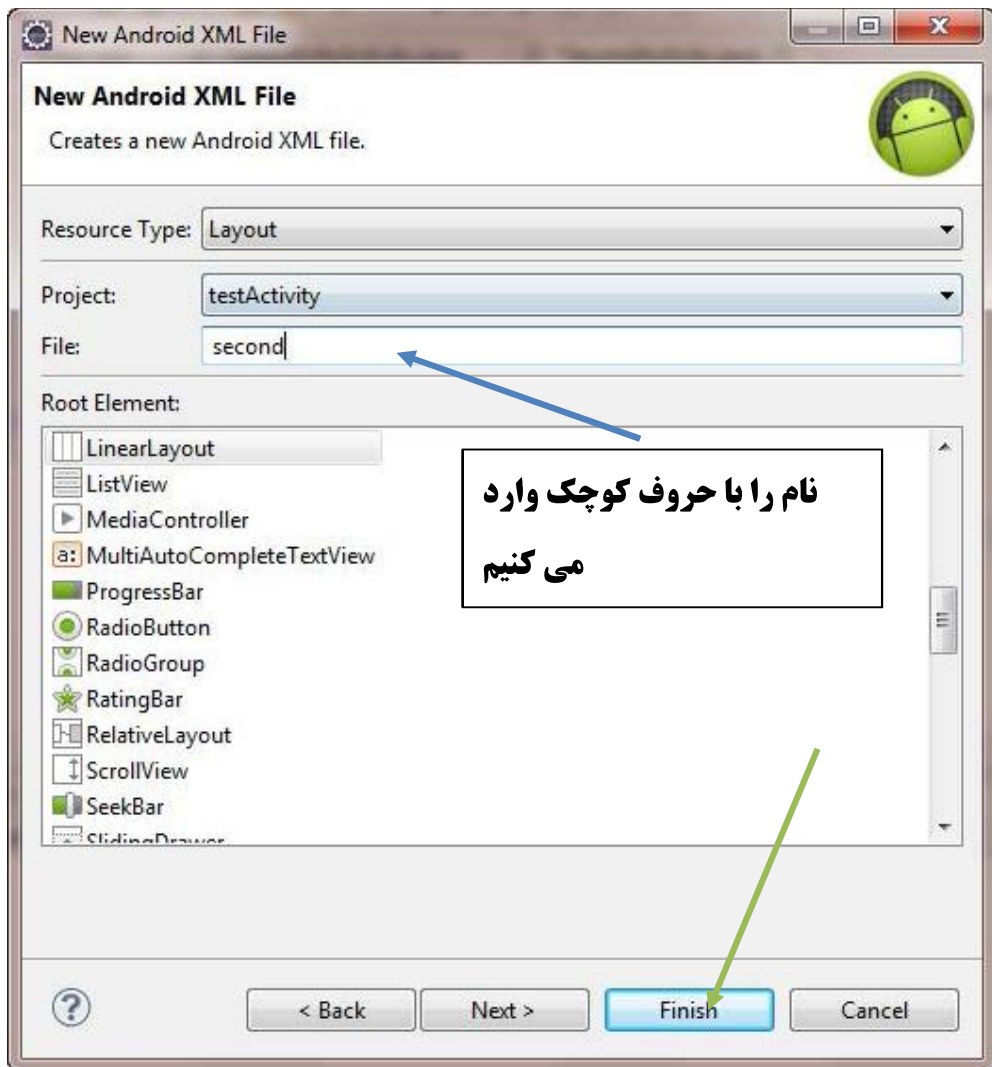 New Android XML File
New Android XML File
Creates a new Android XML file.
Resource Type: Layout
Project: testActivity
File: second
Root Element:
LinearLayout
ListView
MediaController
a: MultiAutoCompleteTextView
ProgressBar
RadioButton
RadioGroup
RatingBar
RelativeLayout
ScrollView
SeekBar
SlidingDrawer
نام را با حروف کوچک وارد
می کنیم
< Back Next > Finish Cancel